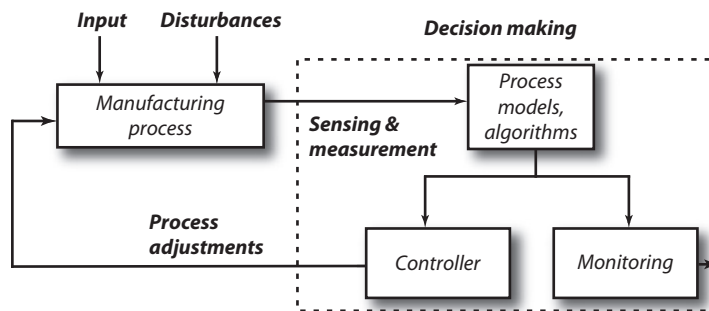 Input
Disturbances
Decision making
Manufacturing
process
Process
models,
algorithms
Sensing &
measurement
Process
adjustments
Controller
Monitoring